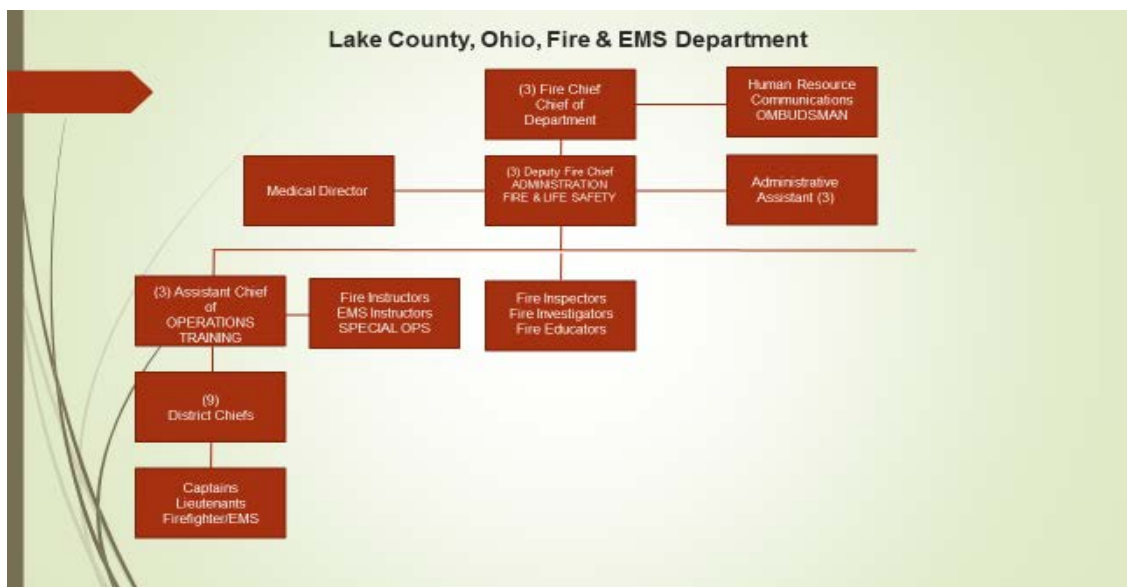 Lake County, Ohio, Fire & EMS Department
(3) Fire Chief
Chief of
Department
Human Resource
Communications
OMBUDSMAN
Medical Director
(3) Deputy Fire Chief
ADMINISTRATION
FIRE & LIFE SAFETY
Administrative
Assistant (3)
(3) Assistant Chief
of
OPERATIONS
TRAINING
Fire Instructors
EMS Instructors
SPECIAL OPS
Fire Inspectors
Fire Investigators
Fire Educators
(9)
District Chiefs
Captains
Lieutenants
Firefighter/EMS